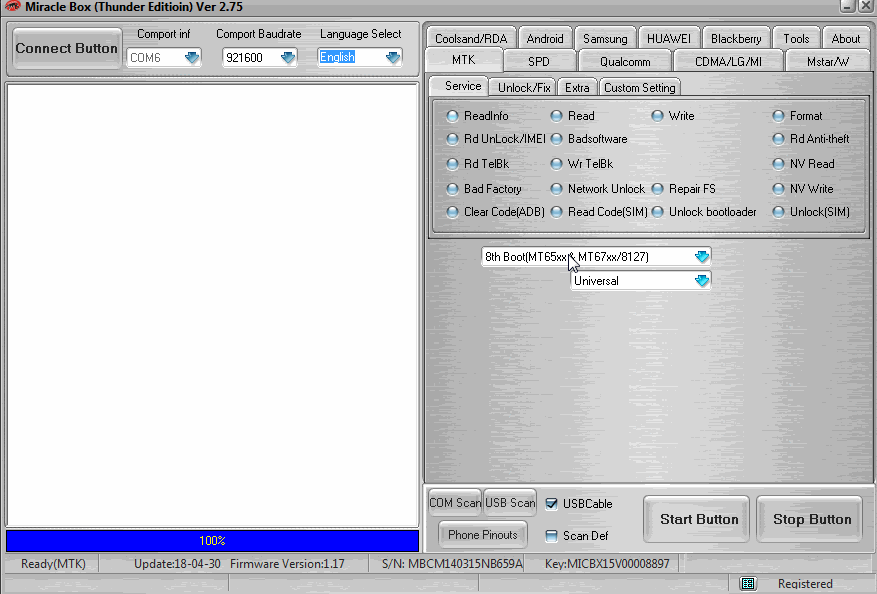 Miracle Box (Thunder Editioin) Ver 2.75
Connect Button
Comport inf Comport Baudrate Language Select
COM6 921600 English
Coolsand/RDA Android Samsung HUAWEI Blackberry Tools About
MTK SPD Qualcomm CDMA/LG/MI Mstar/W
Service Unlock/Fix Extra Custom Setting
ReadInfo Read Write Format
Rd UnLock/IMEI Badsoftware Rd Anti-theft
Rd TelBk Wr TelBk NV Read
Bad Factory Network Unlock Repair FS NV Write
Clear Code(ADB) Read Code(SIM) Unlock bootloader Unlock(SIM)
8th Boot(MT65xx MT67xx/8127)
Universal
COM Scan USB Scan USBCable
Phone Pinouts Scan Def
Start Button Stop Button
100%
Ready(MTK) Update:18-04-30 Firmware Version:1.17 S/N: MBCM140315NB659A Key:MICBX15V00008897
Registered